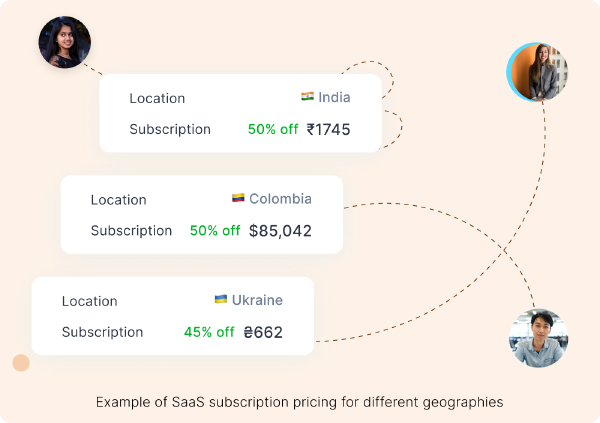 Location India
Subscription 50% off ₹1745
Location Colombia
Subscription 50% off $85,042
Location Ukraine
Subscription 45% off ₴662
Example of SaaS subscription pricing for different geographies